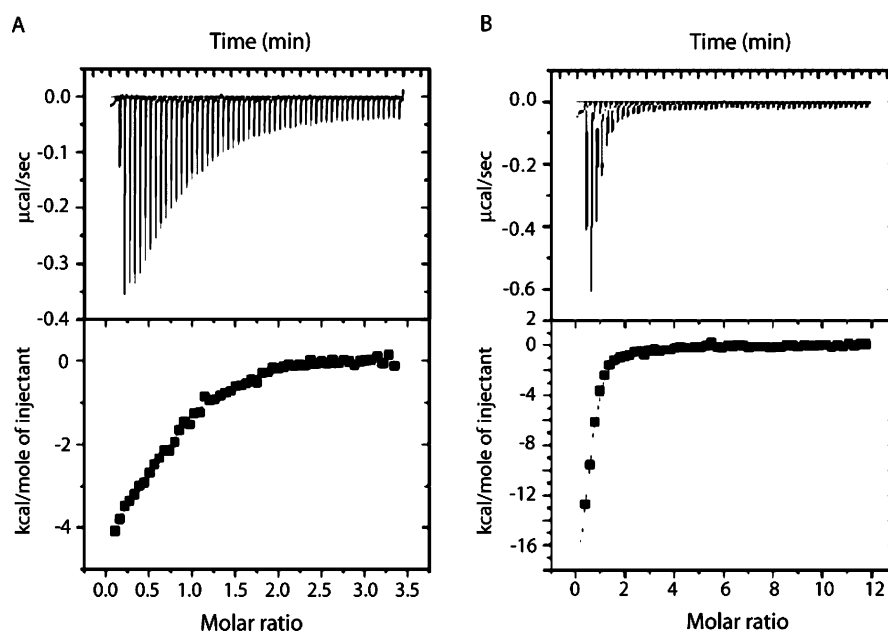 A
Time (min)
0.0
-0.1
-0.2
-0.3
-0.4
µcal/sec
0
-2
-4
kcal/mole of injectant
0.0 0.5 1.0 1.5 2.0 2.5 3.0 3.5
Molar ratio
B
Time (min)
0.0
-0.2
-0.4
-0.6
µcal/sec
2
0
-4
-8
-12
-16
kcal/mole of injectant
0 2 4 6 8 10 12
Molar ratio